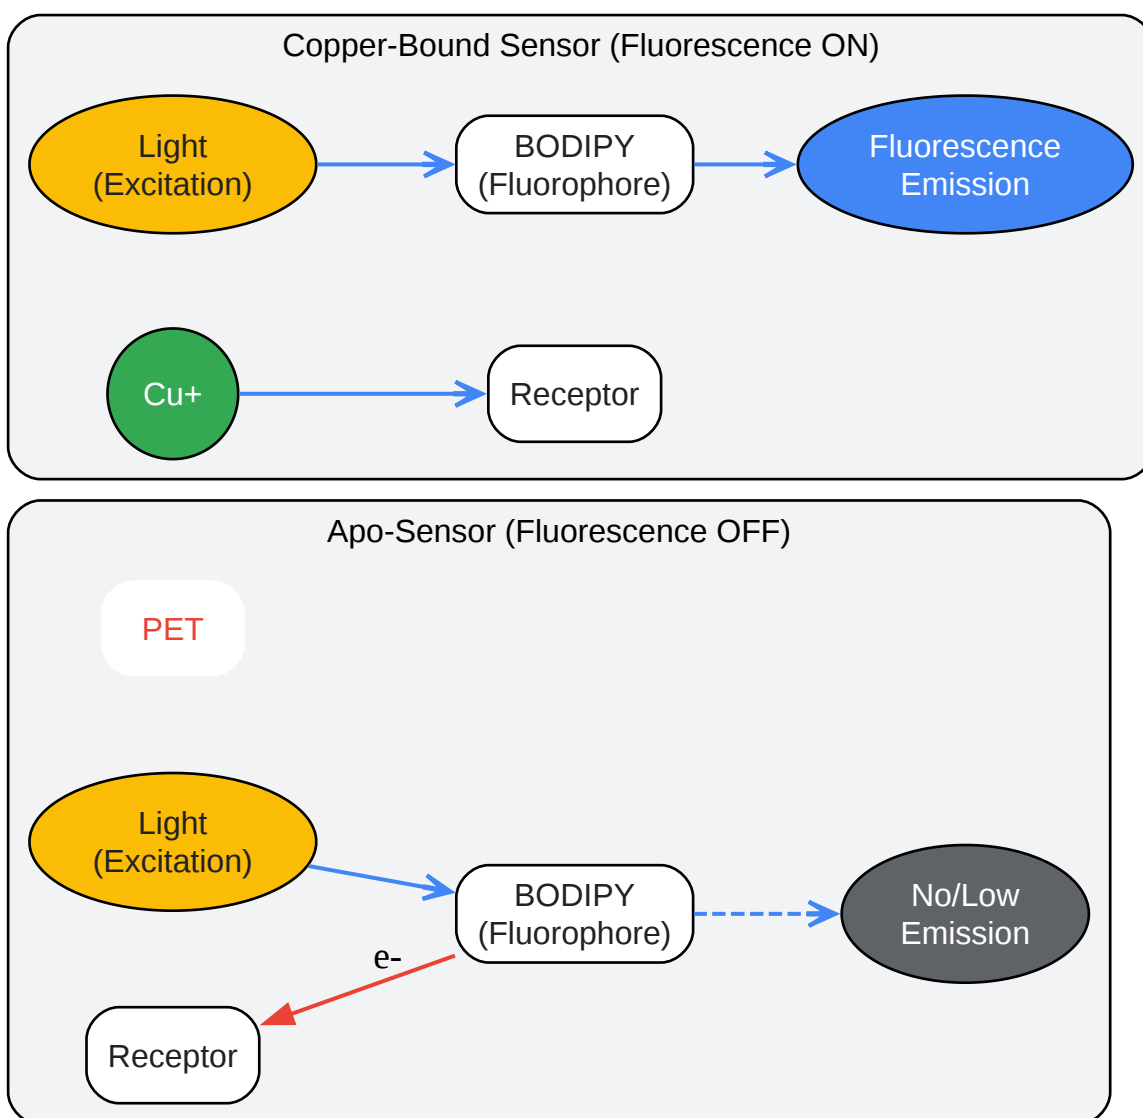 Copper-Bound Sensor (Fluorescence ON)
Light
(Excitation)
BODIPY
(Fluorophore)
Fluorescence
Emission
Cu+
Receptor
Apo-Sensor (Fluorescence OFF)
PET
Light
(Excitation)
BODIPY
(Fluorophore)
No/Low
Emission
e-
Receptor